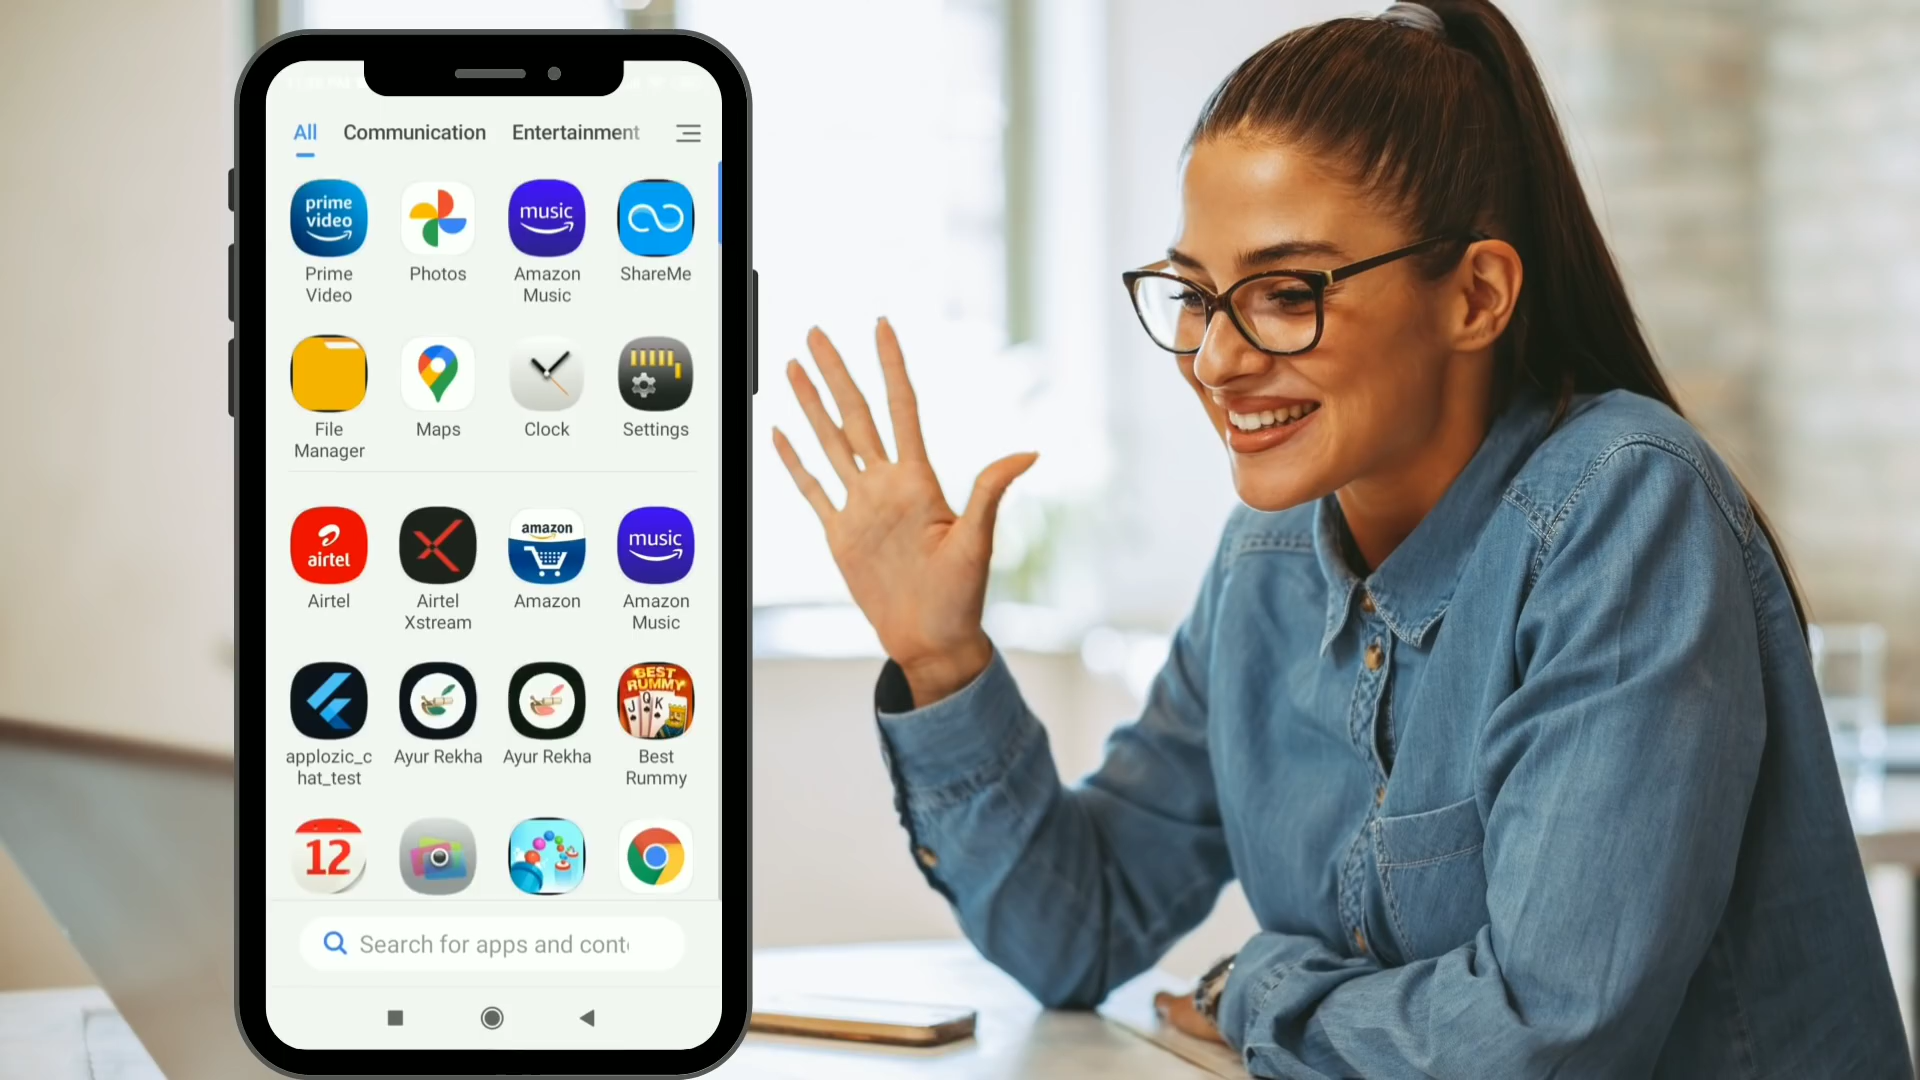 All Communication Entertainment
prime
video
music
Prime
Video
Photos
Amazon
Music
ShareMe
File
Manager
Maps
Clock
Settings
airtel
amazon
music
Airtel
Airtel
Xstream
Amazon
Amazon
Music
BEST
RUMMY
J Q K
applozic_c
hat_test
Ayur Rekha
Ayur Rekha
Best
Rummy
12
Search for apps and cont